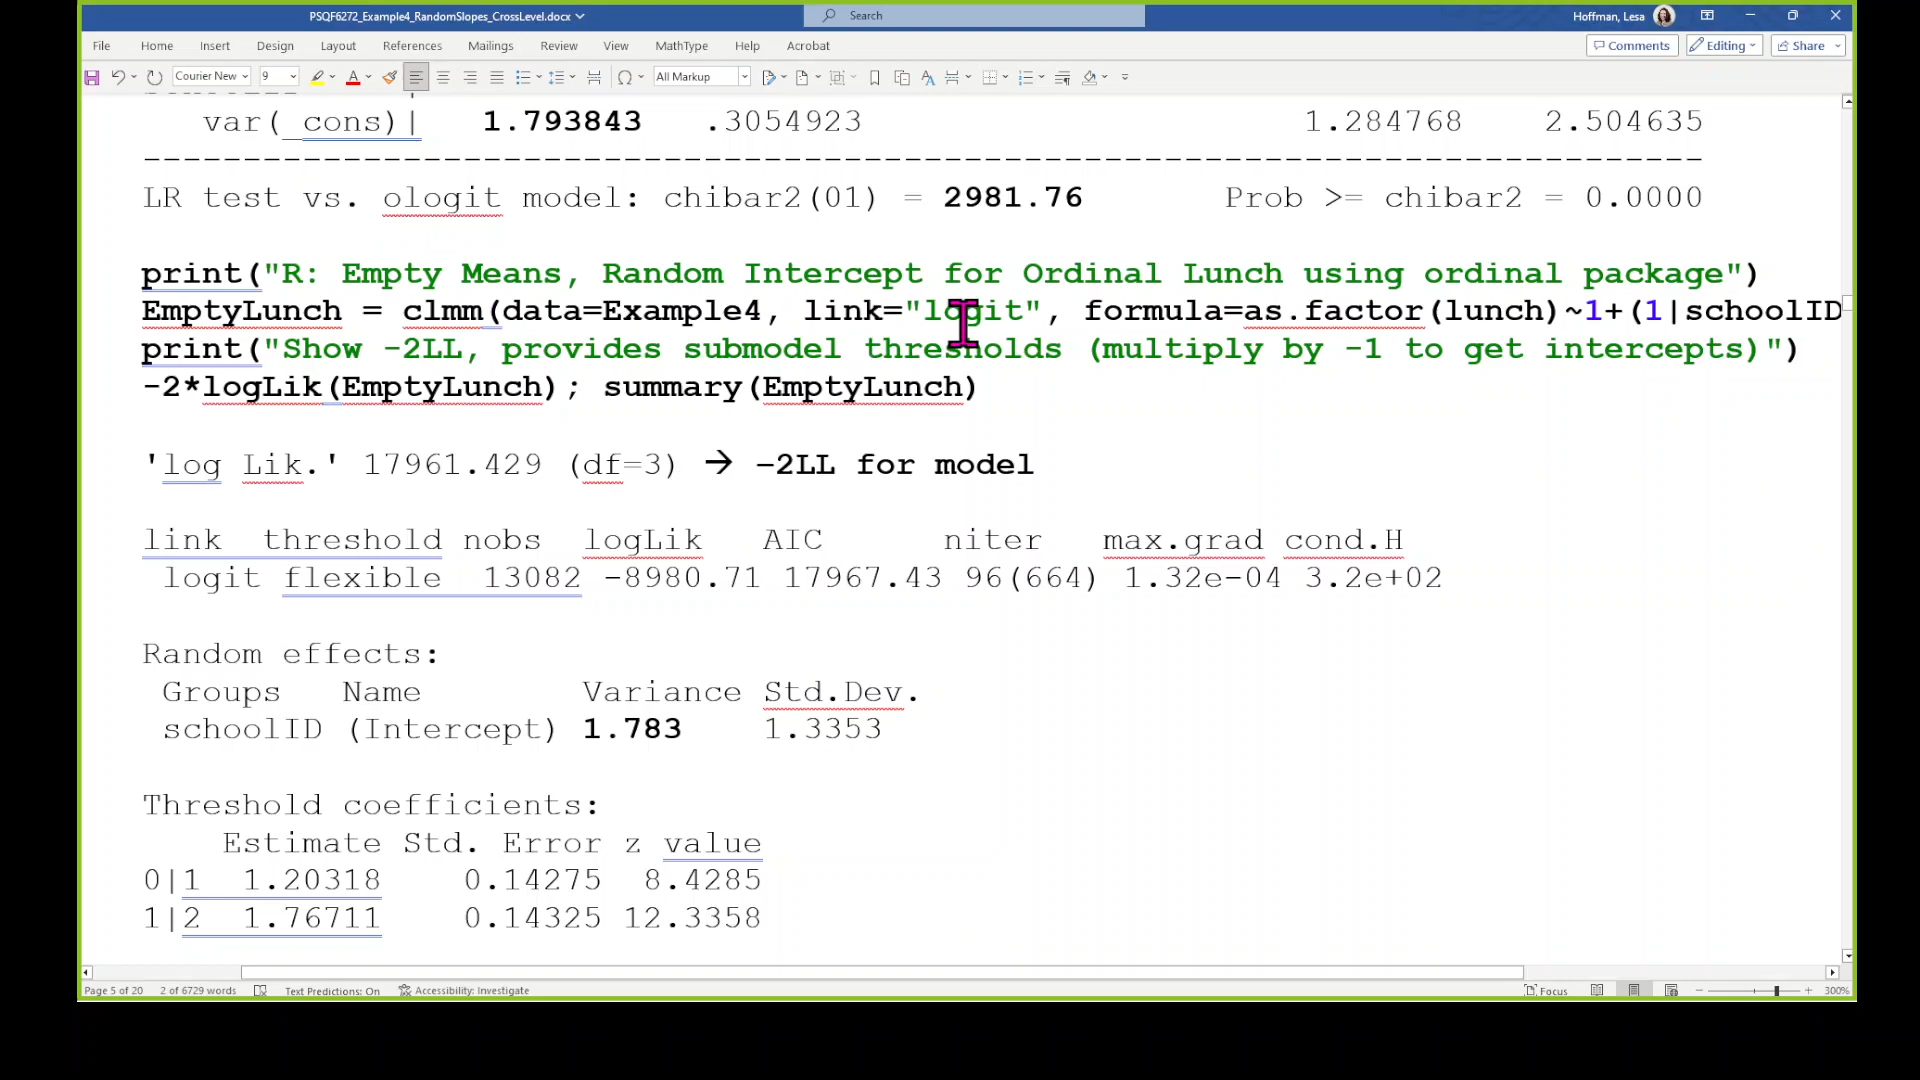 PSQF6272_Example4_RandomSlopes_CrossLevel.docx
Search
Hoffman, Lesa
File Home Insert Design Layout References Mailings Review View MathType Help Acrobat
Comments Editing Share
Courier New 9 All Markup
var(_cons)| 1.793843 .3054923 1.284768 2.504635
------------------------------------------------------------------------------
LR test vs. ologit model: chibar2(01) = 2981.76 Prob >= chibar2 = 0.0000
print("R: Empty Means, Random Intercept for Ordinal Lunch using ordinal package")
EmptyLunch = clmm(data=Example4, link="logit", formula=as.factor(lunch)~1+(1|schoolID
print("Show -2LL, provides submodel thresholds (multiply by -1 to get intercepts)")
-2*logLik(EmptyLunch); summary(EmptyLunch)
'log Lik.' 17961.429 (df=3) → -2LL for model
link threshold nobs logLik AIC niter max.grad cond.H
logit flexible 13082 -8980.71 17967.43 96(664) 1.32e-04 3.2e+02
Random effects:
Groups Name Variance Std.Dev.
schoolID (Intercept) 1.783 1.3353
Threshold coefficients:
Estimate Std. Error z value
0|1 1.20318 0.14275 8.4285
1|2 1.76711 0.14325 12.3358
Page 5 of 20 2 of 6729 words Text Predictions: On Accessibility: Investigate Focus 300%